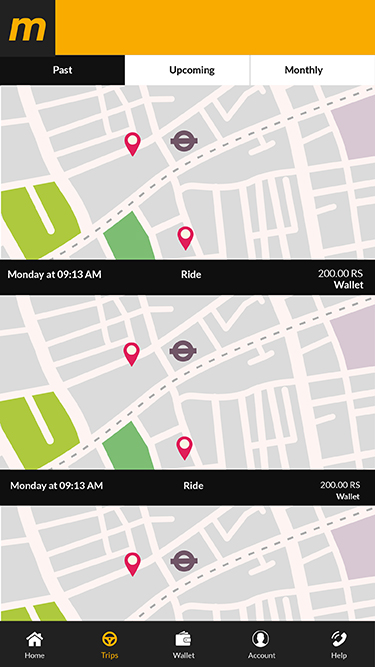 m
Past Upcoming Monthly
Monday at 09:13 AM Ride 200.00 RS
Wallet
Monday at 09:13 AM Ride 200.00 RS
Wallet
Home Trips Wallet Account Help